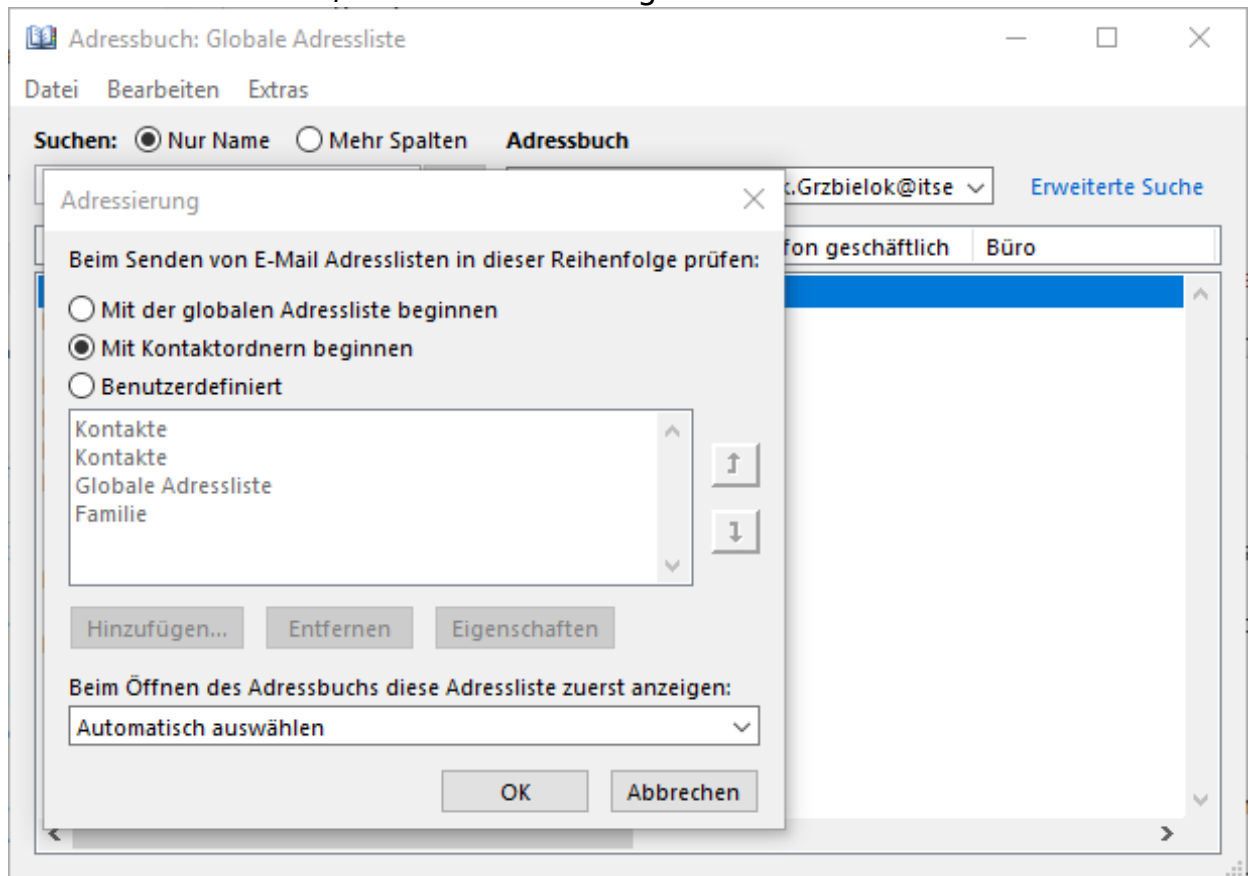 Adressbuch: Globale Adressliste
Datei Bearbeiten Extras
Suchen: Nur Name Mehr Spalten Adressbuch
.Grzbielok@itse Erweiterte Suche
Adressierung
fon geschäftlich Büro
Beim Senden von E-Mail Adresslisten in dieser Reihenfolge prüfen:
Mit der globalen Adressliste beginnen
Mit Kontaktordnern beginnen
Benutzerdefiniert
Kontakte
Kontakte
Globale Adressliste
Familie
Hinzufügen... Entfernen Eigenschaften
Beim Öffnen des Adressbuchs diese Adressliste zuerst anzeigen:
Automatisch auswählen
OK Abbrechen